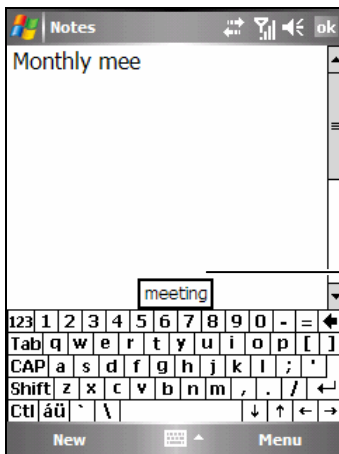 Notes ok
Monthly mee
meeting
123 1 2 3 4 5 6 7 8 9 0 - =
Tab q w e r t y u i o p [ ]
CAP a s d f g h j k l ; '
Shift z x c v b n m , . /
Ctl áü ` \
New Menu